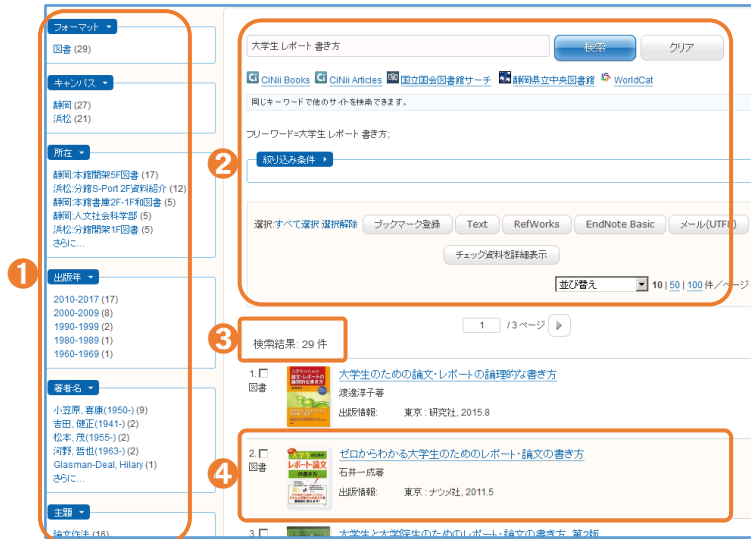 フォーマット
図書 (29)
キャンパス
静岡 (27)
浜松 (21)
所在
静岡:本館開架5F図書 (17)
浜松:分館S-Port 2F資料紹介 (12)
静岡:本館書庫2F-1F和図書 (5)
静岡:人文社会科学部 (5)
浜松:分館開架1F図書 (5)
さらに...
出版年
2010-2017 (17)
2000-2009 (8)
1990-1999 (2)
1980-1989 (1)
1960-1969 (1)
著者名
小笠原, 喜康(1950-) (9)
吉田, 健正(1941-) (2)
松本, 茂(1955-) (2)
河野, 哲也(1963-) (2)
Glasman-Deal, Hilary (1)
さらに...
主題
論文作法 (16)
1
大学生 レポート 書き方
検索
クリア
CiNii Books CiNii Articles 国立国会図書館サーチ 静岡県立中央図書館 WorldCat
同じキーワードで他のサイトを検索できます。
フリーワード=大学生 レポート 書き方;
2
絞り込み条件
選択:すべて選択 選択解除 ブックマーク登録 Text RefWorks EndNote Basic メール(UTF8)
チェック資料を詳細表示
並び替え 10 | 50 | 100 件/ページ
1 /3 ページ
3
検索結果: 29 件
1.
図書
大学生のための論文・レポートの論理的な書き方
渡邊淳子著
出版情報: 東京 : 研究社, 2015.8
4
2.
図書
ゼロからわかる大学生のためのレポート・論文の書き方
石井一成著
出版情報: 東京 : ナツメ社, 2011.5
3.
大学生と大学院生のためのレポート・論文の書き方 第2版